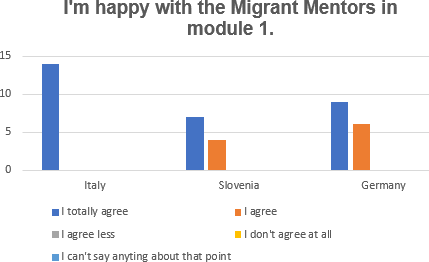 I'm happy with the Migrant Mentors in
module 1.
15
10
5
0
Italy
Slovenia
Germany
I totally agree
I agree
I agree less
I don't agree at all
I can't say anyting about that point